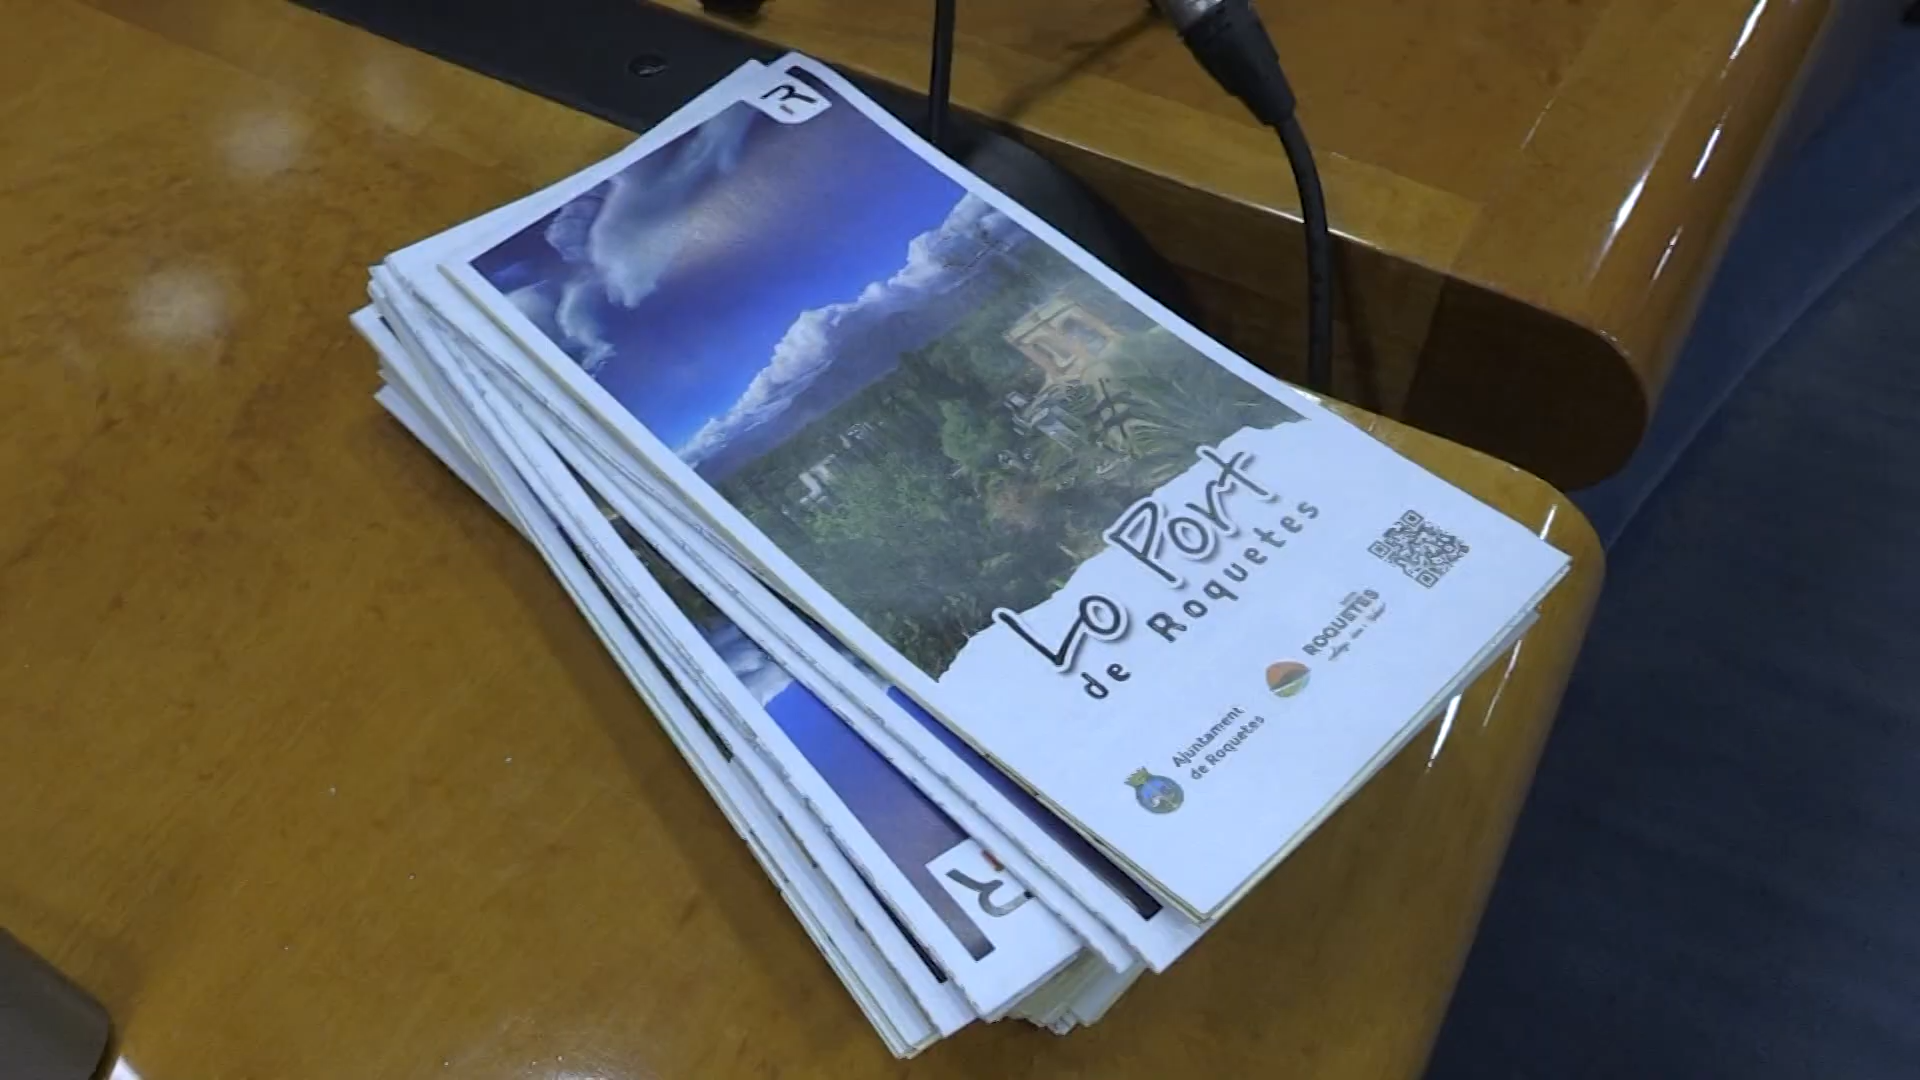 R
Lo Port
de Roquetes
ROQUETES
Ajuntament
de Roquetes
R